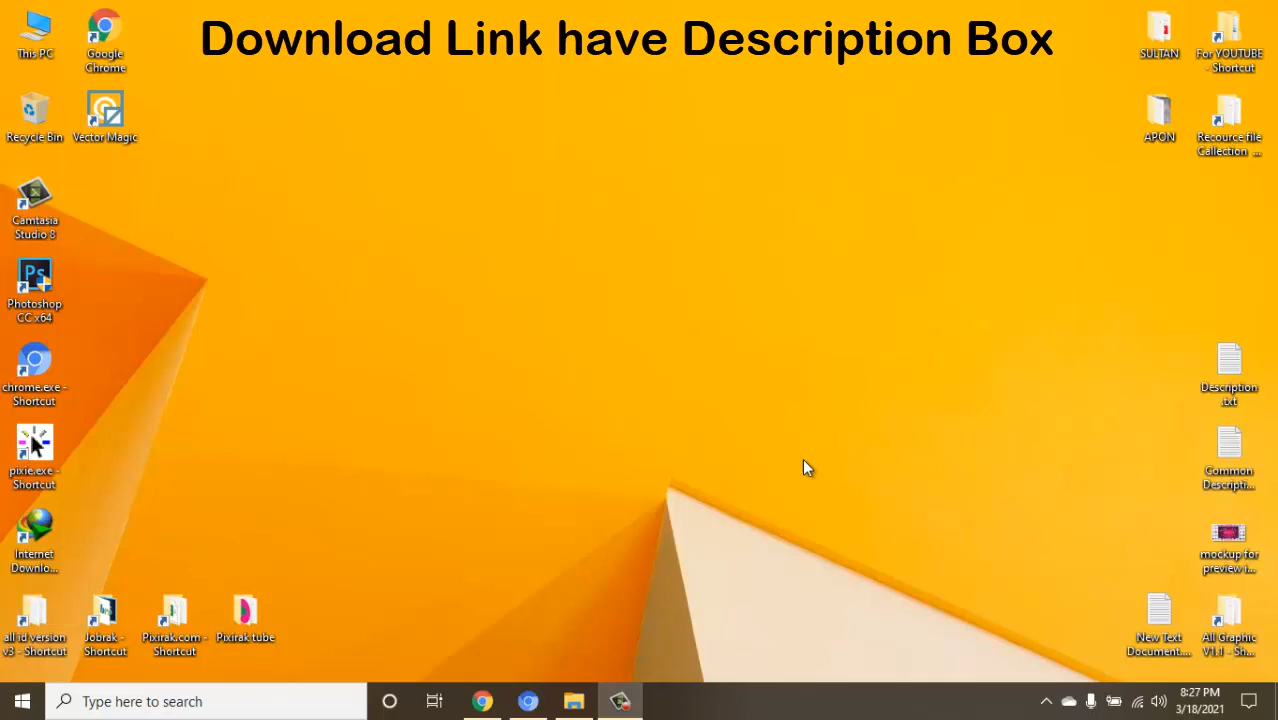 Download Link have Description Box
This PC
Google
Chrome
Recycle Bin
Vector Magic
Camtasia
Studio 8
Ps
Photoshop
CC x64
chrome.exe -
Shortcut
pixie.exe -
Shortcut
Internet
Downlo...
all id version
v3 - Shortcut
Jobrak -
Shortcut
Pixirak.com -
Shortcut
Pixirak tube
SULTAN
For YOUTUBE
- Shortcut
APON
Recource file
Callection _...
Description
.txt
Common
Descripti...
mockup for
preview i...
New Text
Document....
All Graphic
V1.1 - Sh...
Type here to search
8:27 PM
3/18/2021